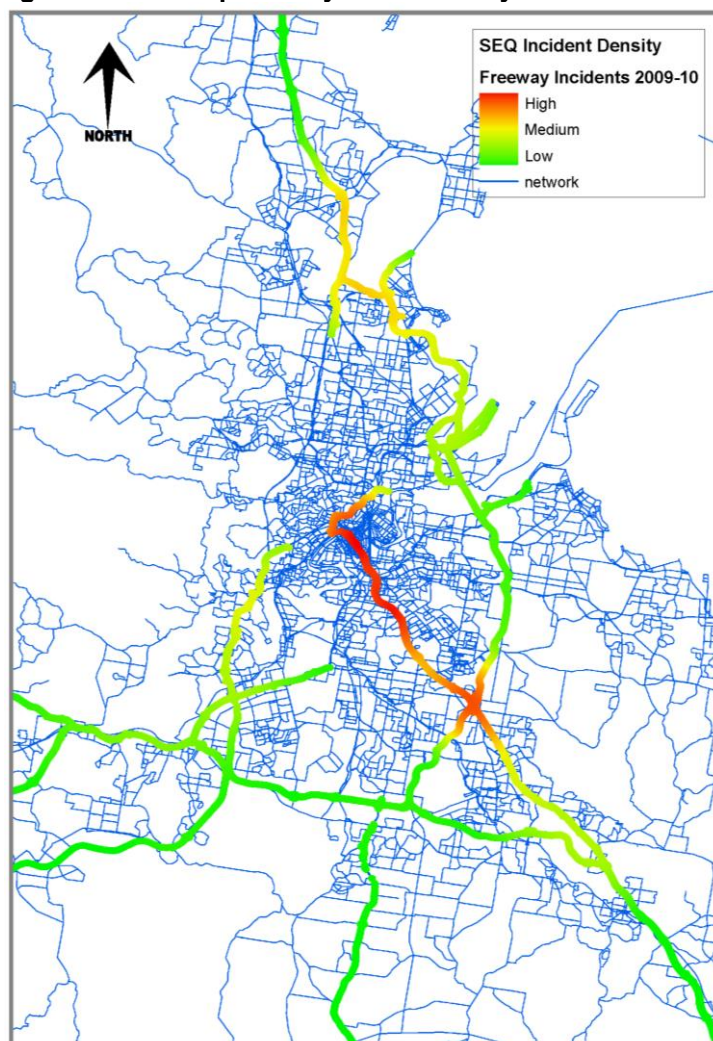 SEQ Incident Density
Freeway Incidents 2009-10
High
Medium
Low
network
NORTH